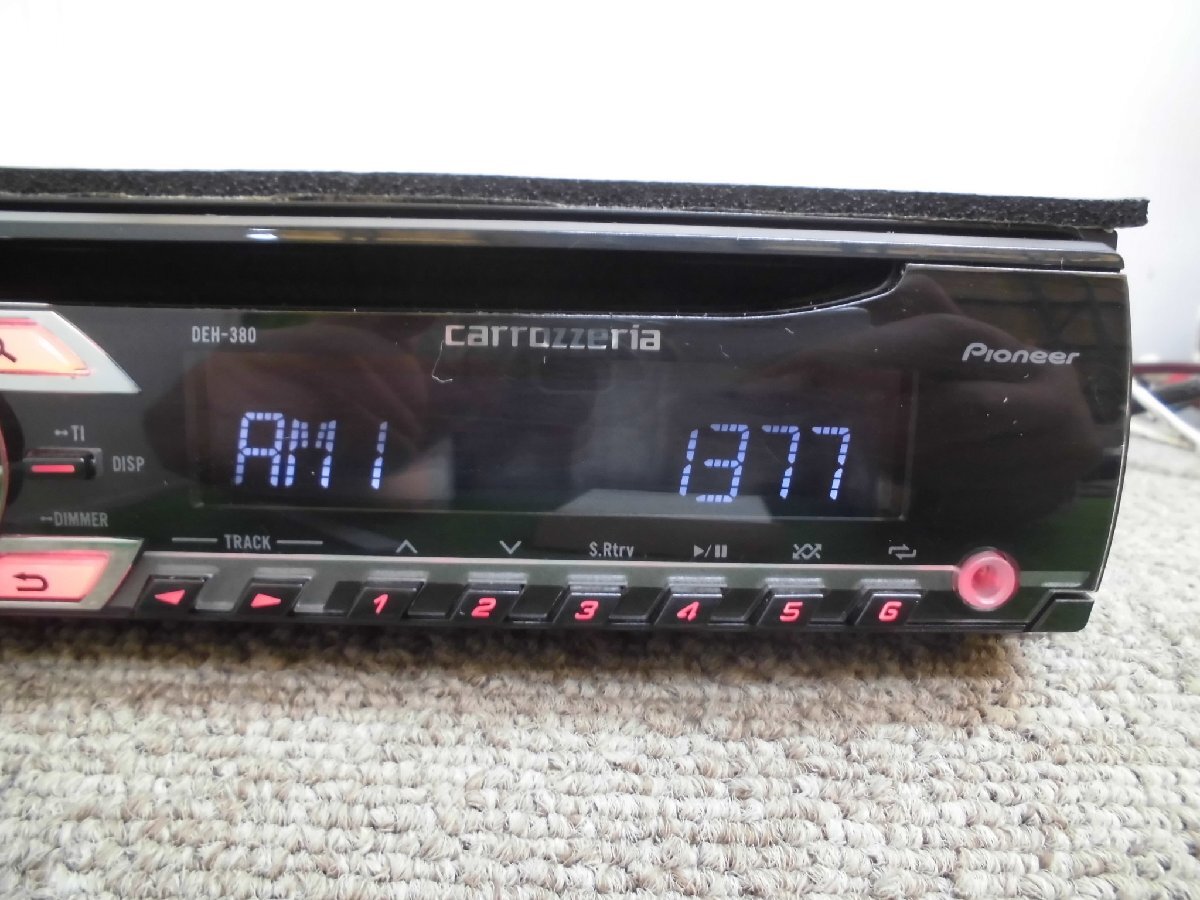 DEH-380
carrozzeria
Pioneer
TI
DISP
AM1
1377
DIMMER
TRACK
S.Rtrv
1 2 3 4 5 6